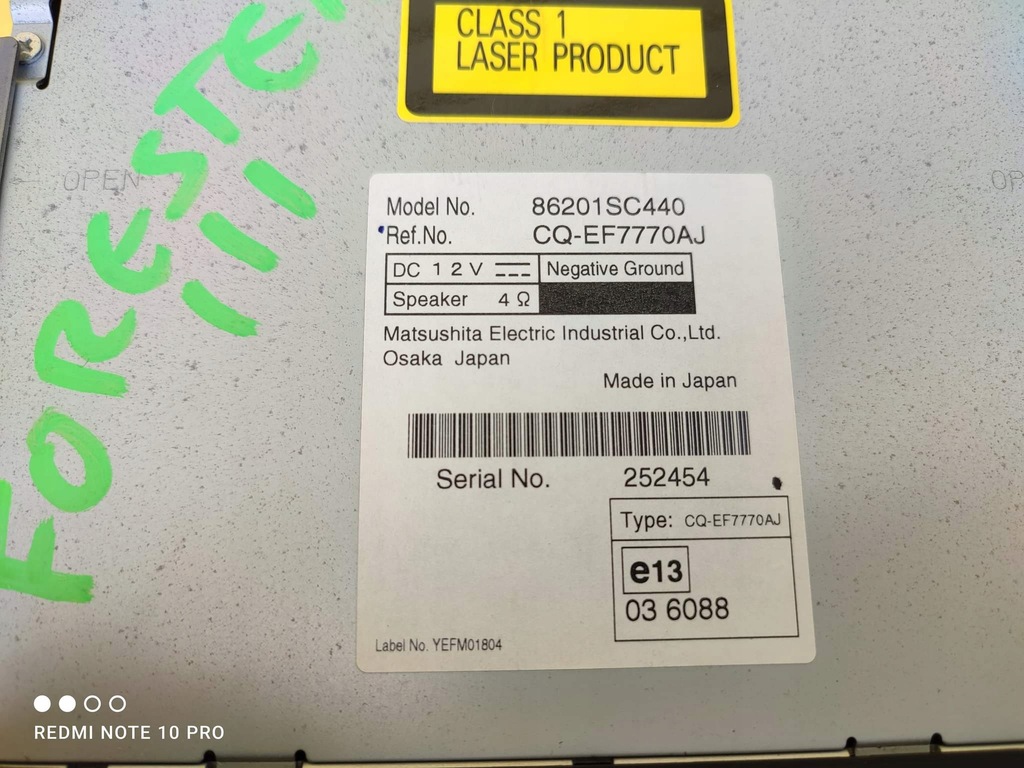 CLASS 1
LASER PRODUCT
FORESTE
III
OPEN
OP
Model No. 86201SC440
Ref.No. CQ-EF7770AJ
DC 12V Negative Ground
Speaker 4 Ω
Matsushita Electric Industrial Co.,Ltd.
Osaka Japan
Made in Japan
Serial No. 252454
Type: CQ-EF7770AJ
e13
03 6088
Label No. YEFM01804
REDMI NOTE 10 PRO